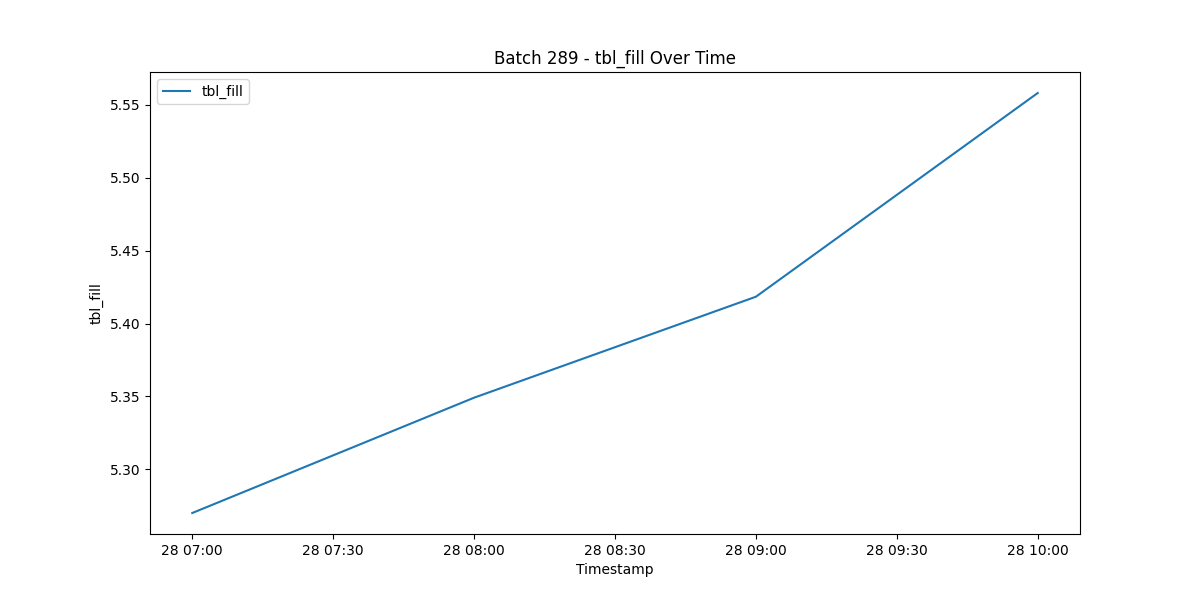 Batch 289 - tbl_fill Over Time
tbl_fill
5.55
5.50
5.45
5.40
5.35
5.30
tbl_fill
28 07:00 28 07:30 28 08:00 28 08:30 28 09:00 28 09:30 28 10:00
Timestamp